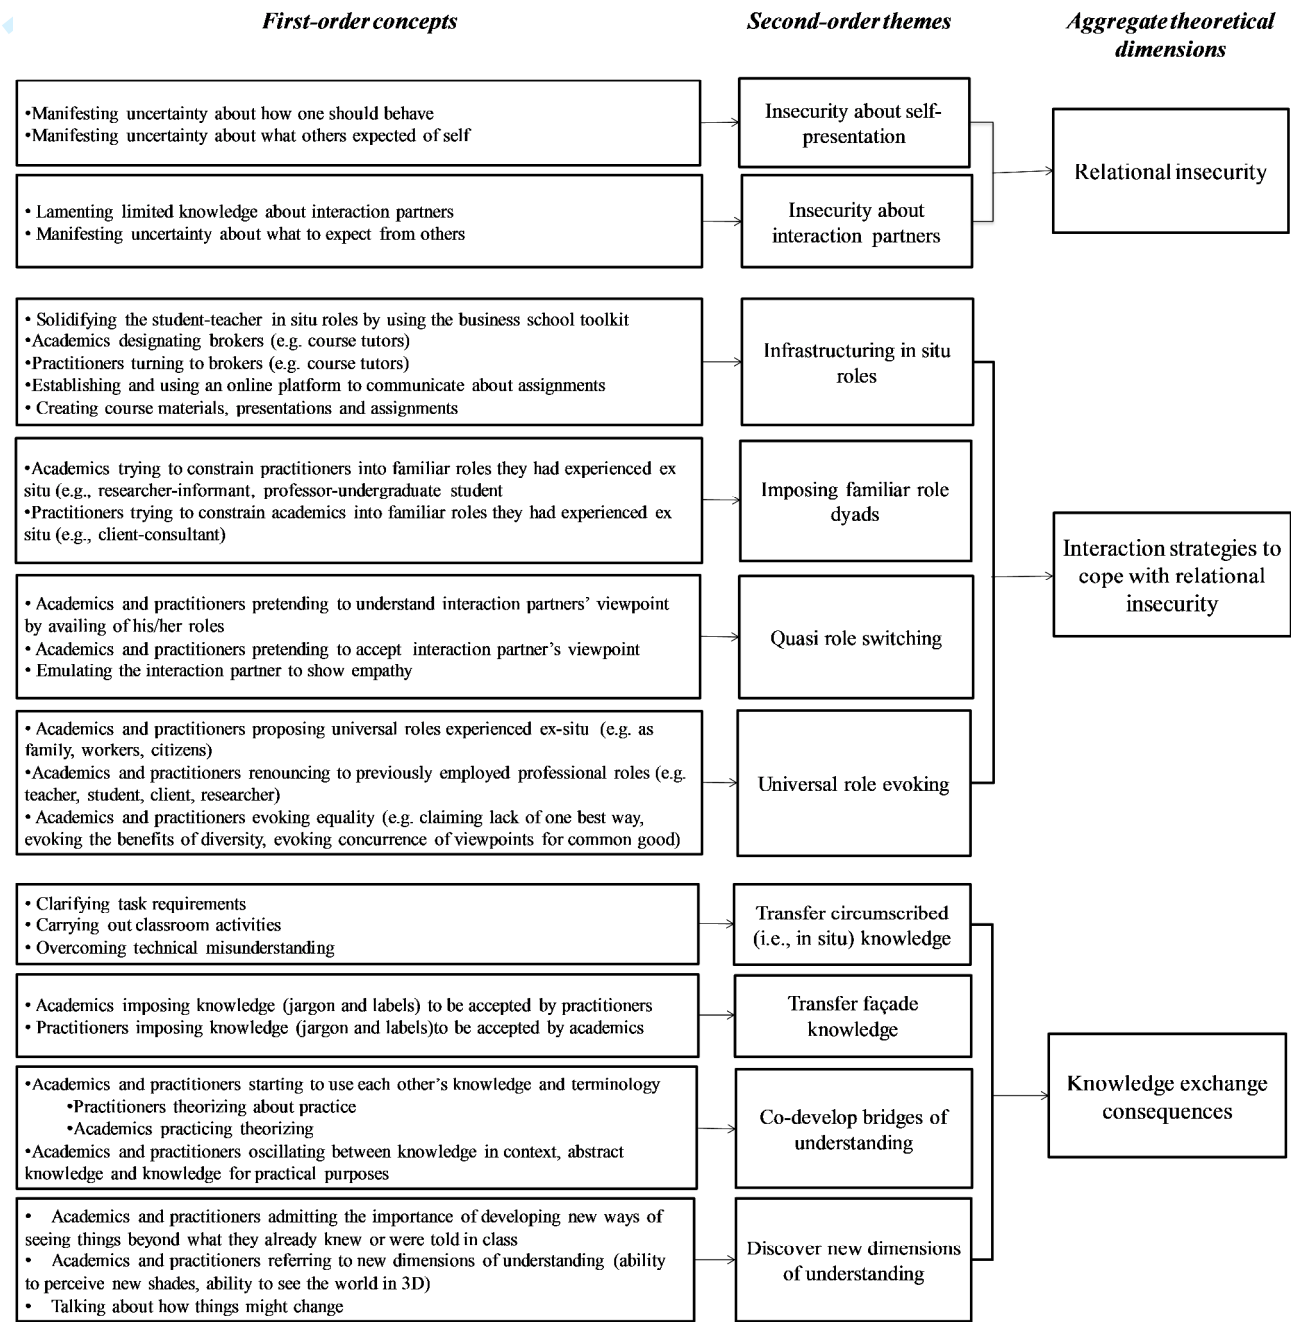 First-order concepts
Second-order themes
Aggregate theoretical
dimensions
•Manifesting uncertainty about how one should behave
•Manifesting uncertainty about what others expected of self
Insecurity about self-
presentation
Relational insecurity
• Lamenting limited knowledge about interaction partners
• Manifesting uncertainty about what to expect from others
Insecurity about
interaction partners
• Solidifying the student-teacher in situ roles by using the business school toolkit
•Academics designating brokers (e.g. course tutors)
•Practitioners turning to brokers (e.g. course tutors)
•Establishing and using an online platform to communicate about assignments
• Creating course materials, presentations and assignments
Infrastructuring in situ
roles
•Academics trying to constrain practitioners into familiar roles they had experienced ex
situ (e.g., researcher-informant, professor-undergraduate student
•Practitioners trying to constrain academics into familiar roles they had experienced ex
situ (e.g., client-consultant)
Imposing familiar role
dyads
Interaction strategies to
cope with relational
insecurity
• Academics and practitioners pretending to understand interaction partners' viewpoint
by availing of his/her roles
• Academics and practitioners pretending to accept interaction partner's viewpoint
• Emulating the interaction partner to show empathy
Quasi role switching
• Academics and practitioners proposing universal roles experienced ex-situ (e.g. as
family, workers, citizens)
•Academics and practitioners renouncing to previously employed professional roles (e.g.
teacher, student, client, researcher)
• Academics and practitioners evoking equality (e.g. claiming lack of one best way,
evoking the benefits of diversity, evoking concurrence of viewpoints for common good)
Universal role evoking
• Clarifying task requirements
• Carrying out classroom activities
• Overcoming technical misunderstanding
Transfer circumscribed
(i.e., in situ) knowledge
• Academics imposing knowledge (jargon and labels) to be accepted by practitioners
• Practitioners imposing knowledge (jargon and labels)to be accepted by academics
Transfer façade
knowledge
Knowledge exchange
consequences
•Academics and practitioners starting to use each other's knowledge and terminology
•Practitioners theorizing about practice
•Academics practicing theorizing
•Academics and practitioners oscillating between knowledge in context, abstract
knowledge and knowledge for practical purposes
Co-develop bridges of
understanding
• Academics and practitioners admitting the importance of developing new ways of
seeing things beyond what they already knew or were told in class
• Academics and practitioners referring to new dimensions of understanding (ability
to perceive new shades, ability to see the world in 3D)
• Talking about how things might change
Discover new dimensions
of understanding